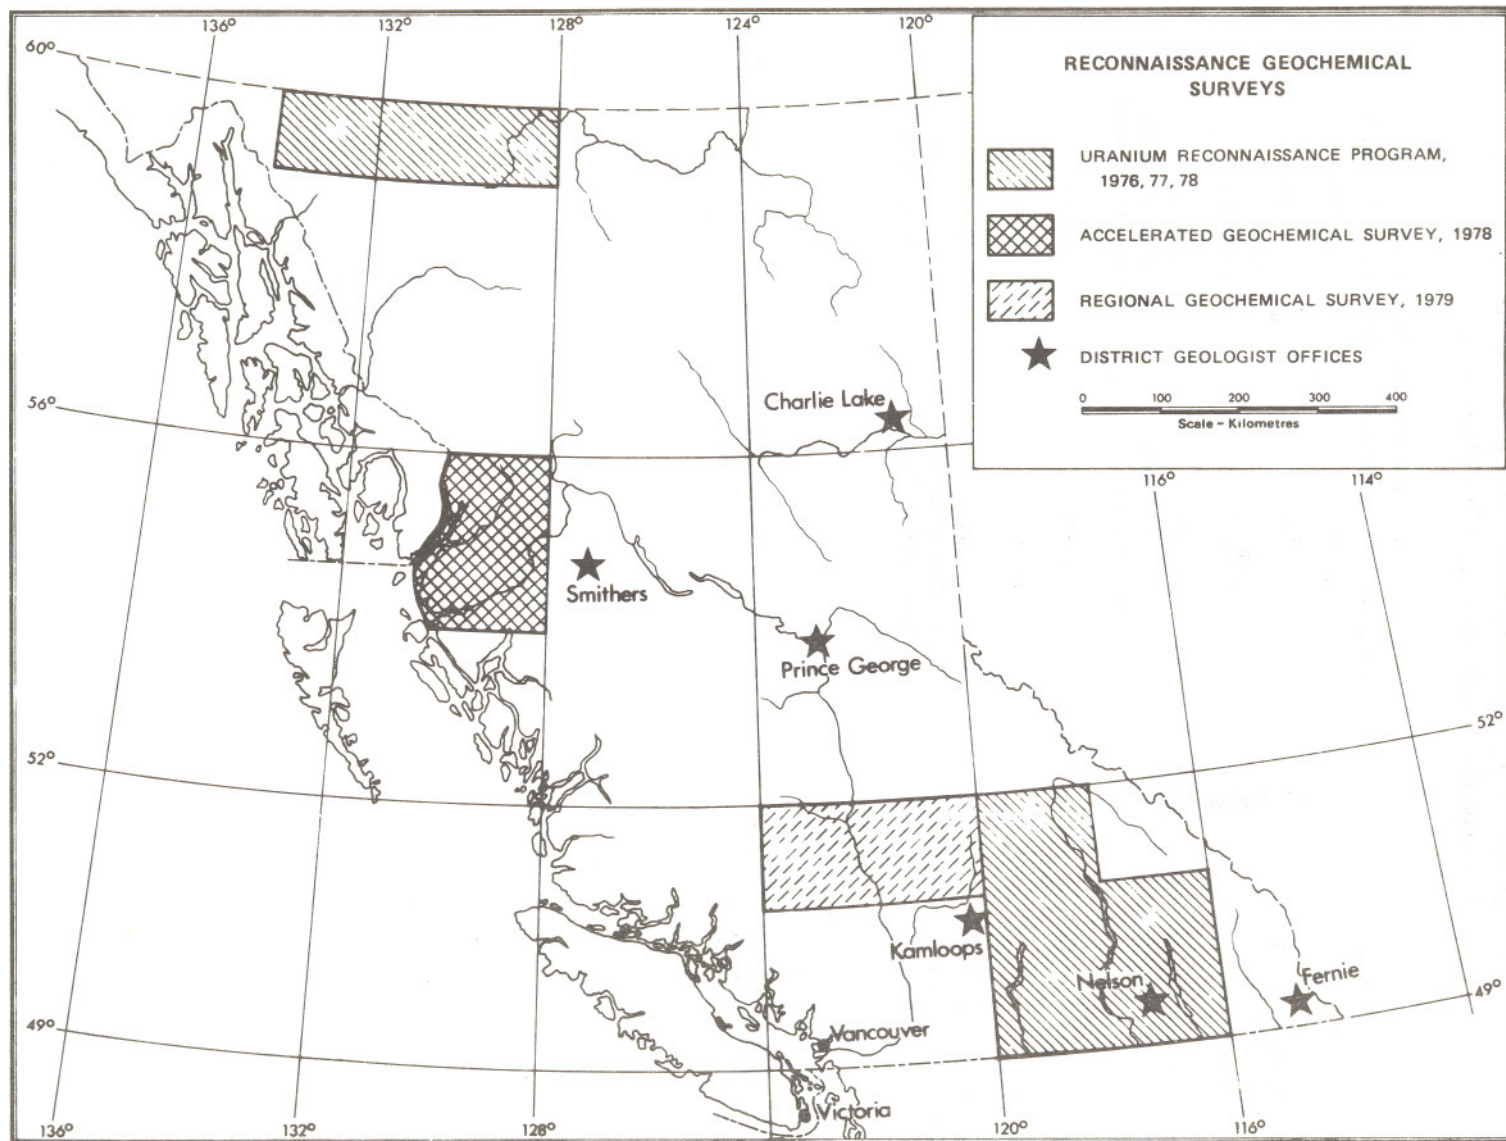 136°
132°
128°
124°
120°
60°
RECONNAISSANCE GEOCHEMICAL
SURVEYS
URANIUM RECONNAISSANCE PROGRAM,
1976, 77, 78
ACCELERATED GEOCHEMICAL SURVEY, 1978
REGIONAL GEOCHEMICAL SURVEY, 1979
DISTRICT GEOLOGIST OFFICES
0 100 200 300 400
Scale – Kilometres
Charlie Lake
56°
116°
114°
Smithers
Prince George
52°
52°
Kamloops
Nelson
Fernie
49°
49°
Vancouver
Victoria
136°
132°
128°
120°
116°